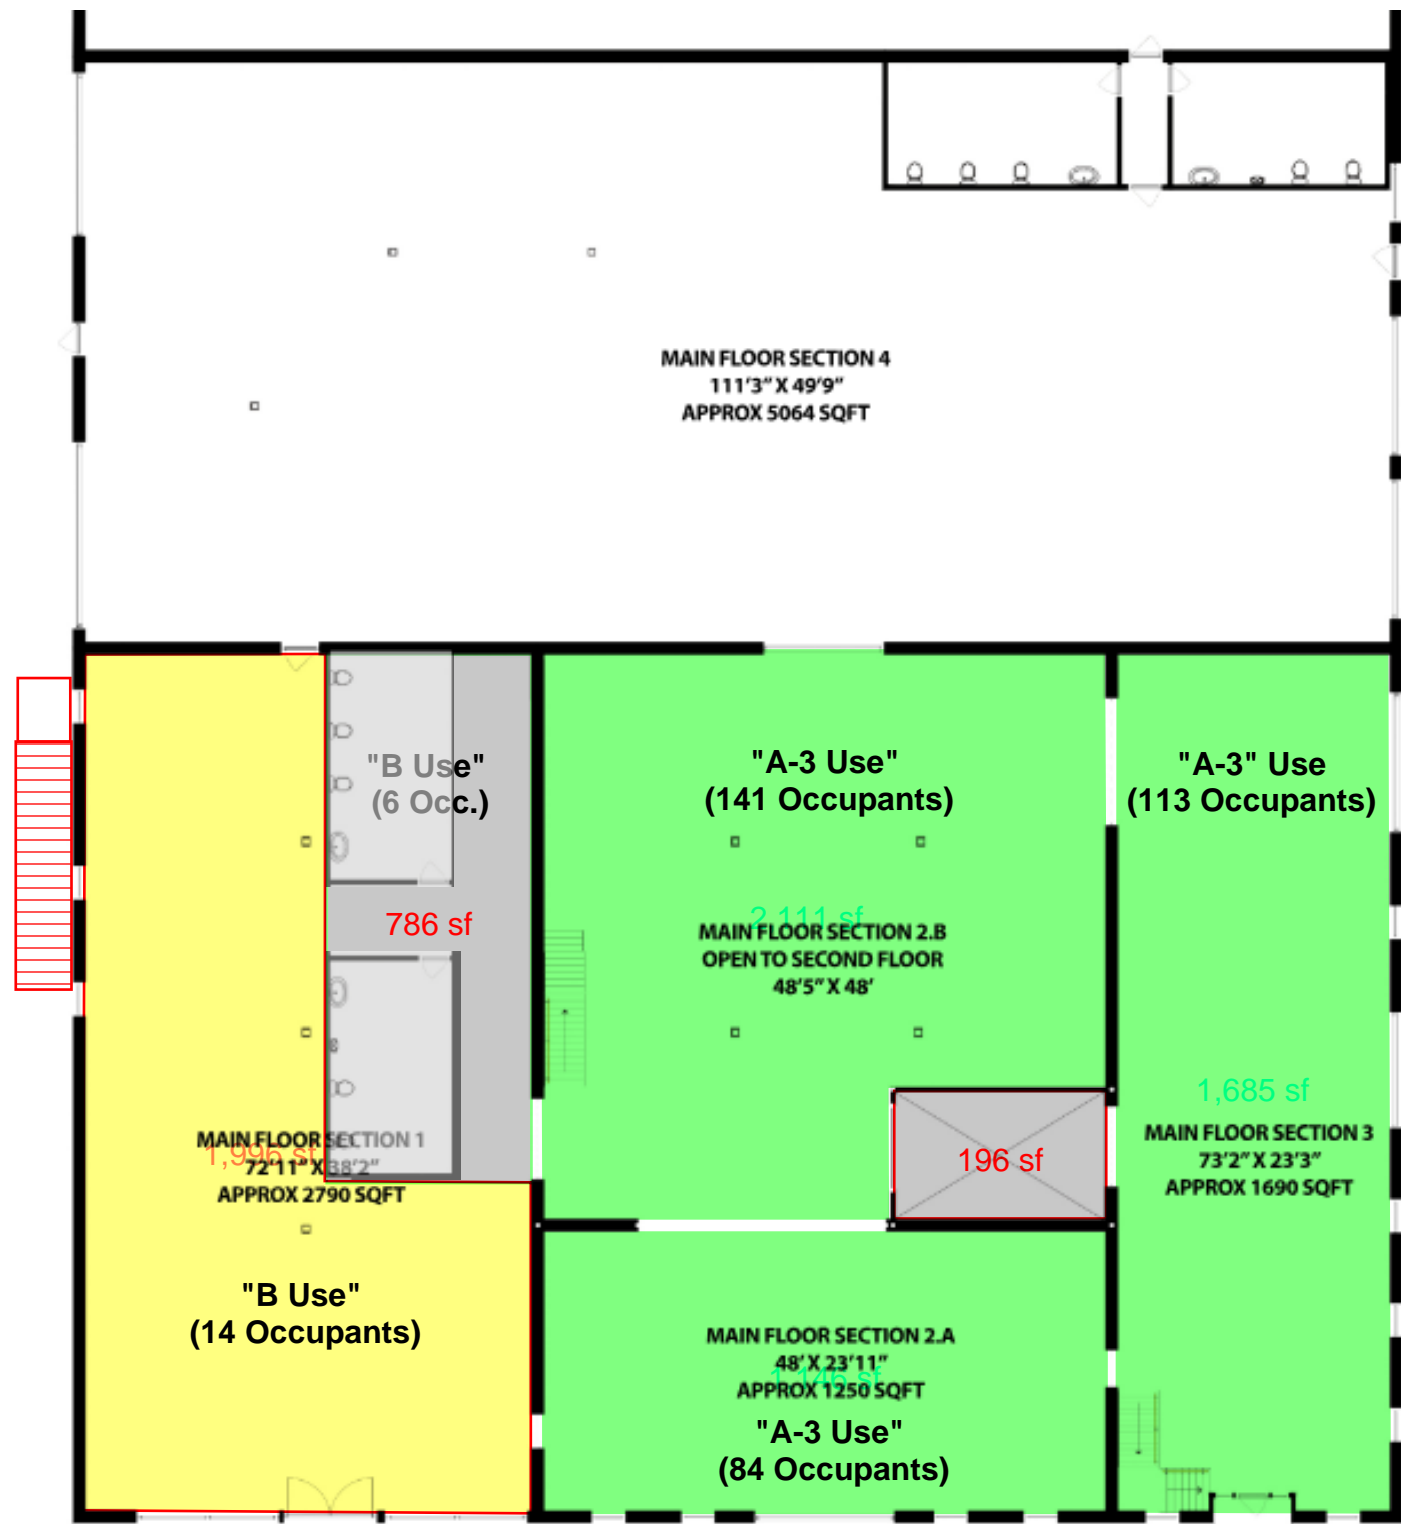 MAIN FLOOR SECTION 4
111'3" X 49'9"
APPROX 5064 SQFT
"B Use"
(6 Occ.)
786 sf
"A-3 Use"
(141 Occupants)
2,111 sf
MAIN FLOOR SECTION 2.B
OPEN TO SECOND FLOOR
48'5" X 48'
"A-3" Use
(113 Occupants)
1,685 sf
MAIN FLOOR SECTION 3
73'2" X 23'3"
APPROX 1690 SQFT
196 sf
MAIN FLOOR SECTION 1
1,996 sf
72'11" X 38'2"
APPROX 2790 SQFT
"B Use"
(14 Occupants)
MAIN FLOOR SECTION 2.A
48' X 23'11"
1,146 sf
APPROX 1250 SQFT
"A-3 Use"
(84 Occupants)